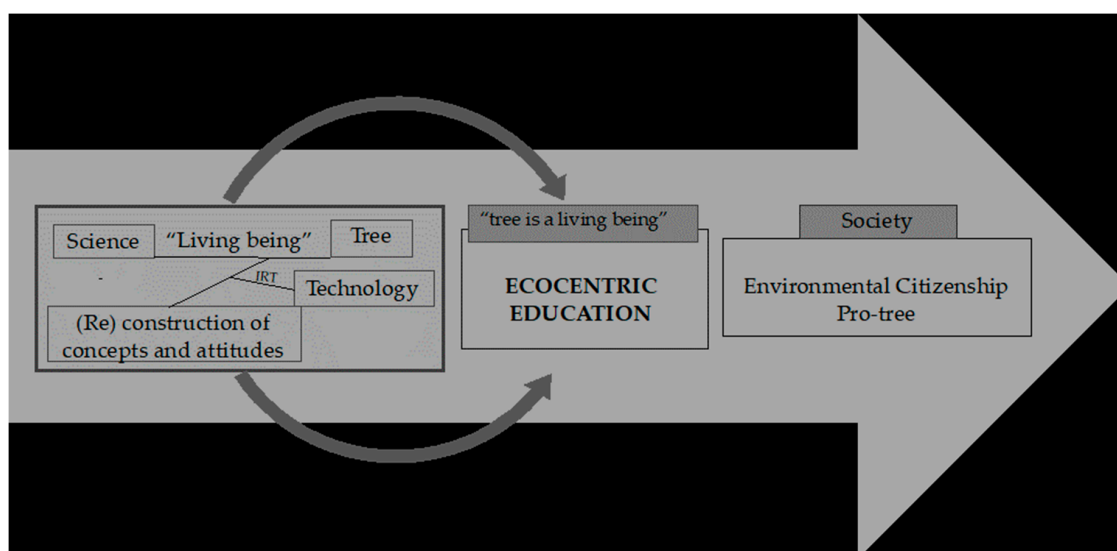 Science
“Living being”
Tree
IRT
Technology
(Re) construction of
concepts and attitudes
“tree is a living being”
ECOCENTRIC
EDUCATION
Society
Environmental Citizenship
Pro-tree